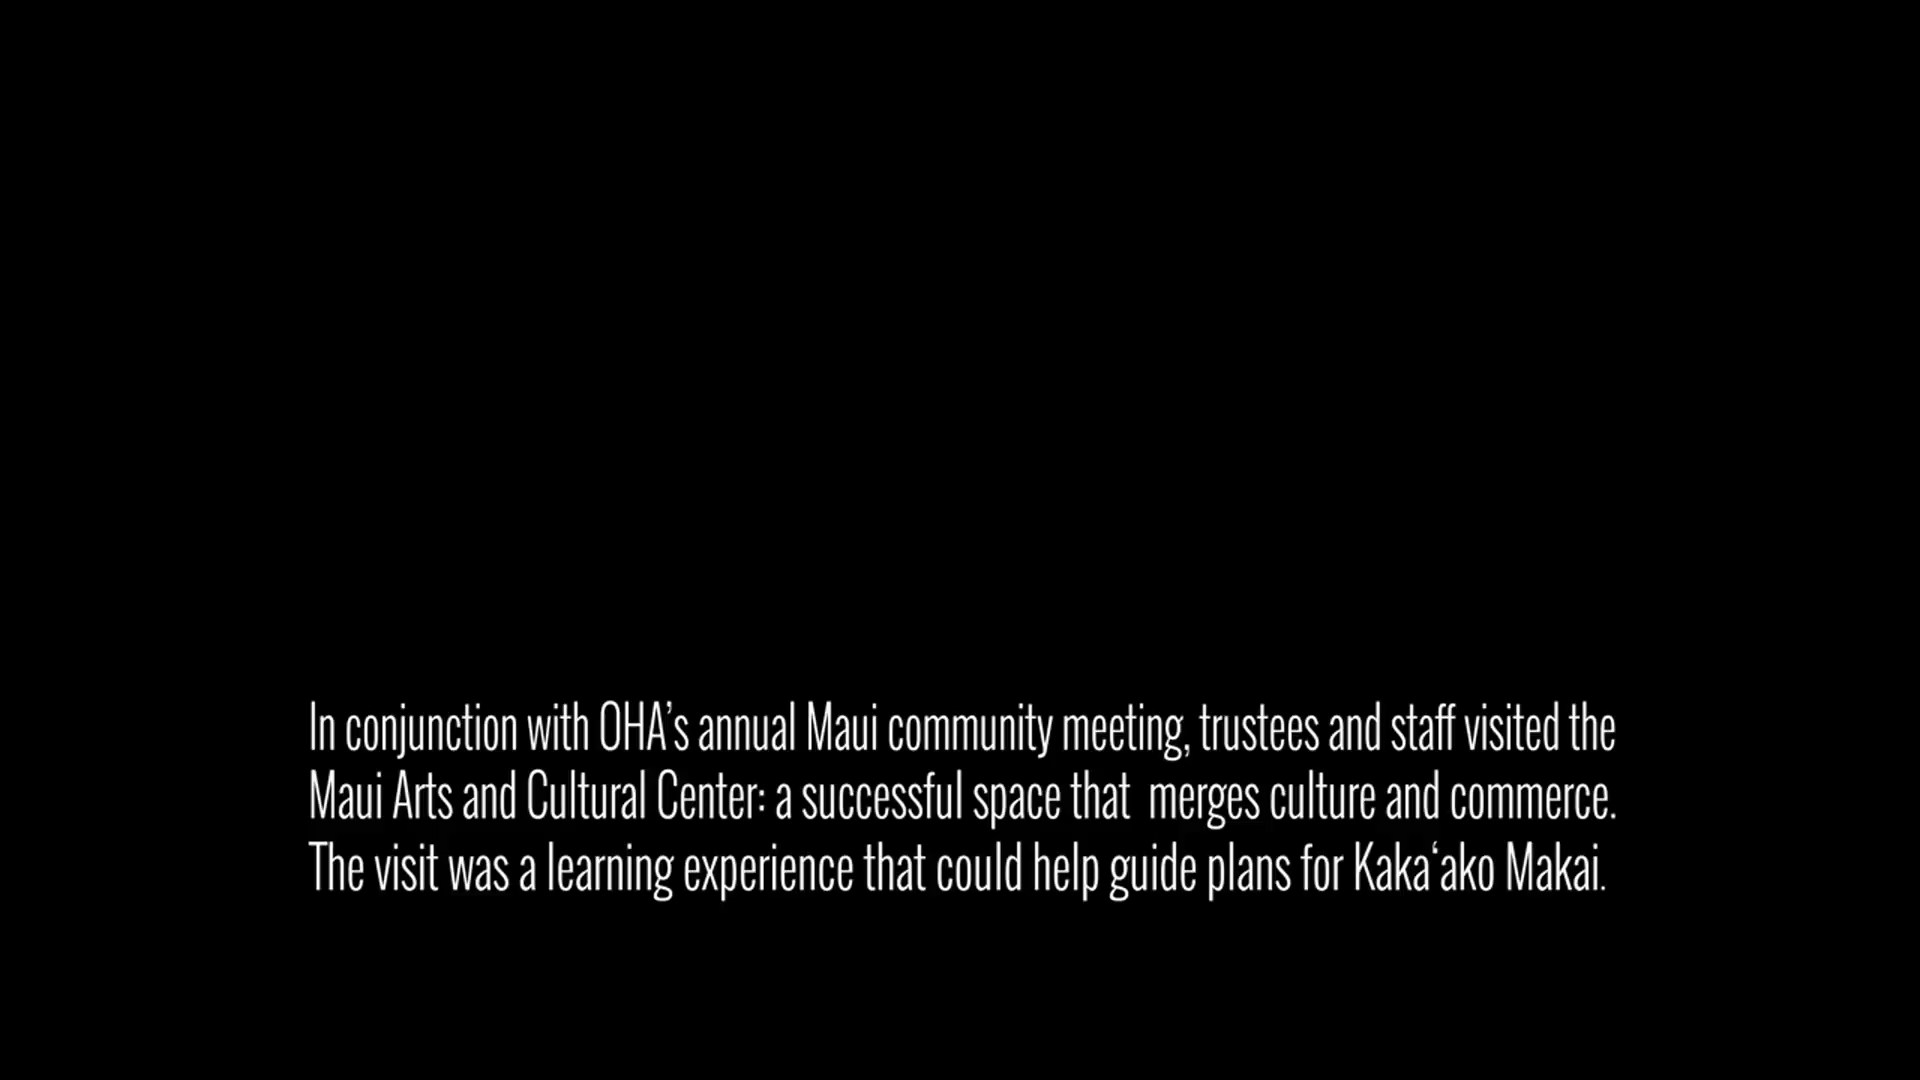 In conjunction with OHA’s annual Maui community meeting, trustees and staff visited the
Maui Arts and Cultural Center: a successful space that  merges culture and commerce.
The visit was a learning experience that could help guide plans for Kaka‘ako Makai.